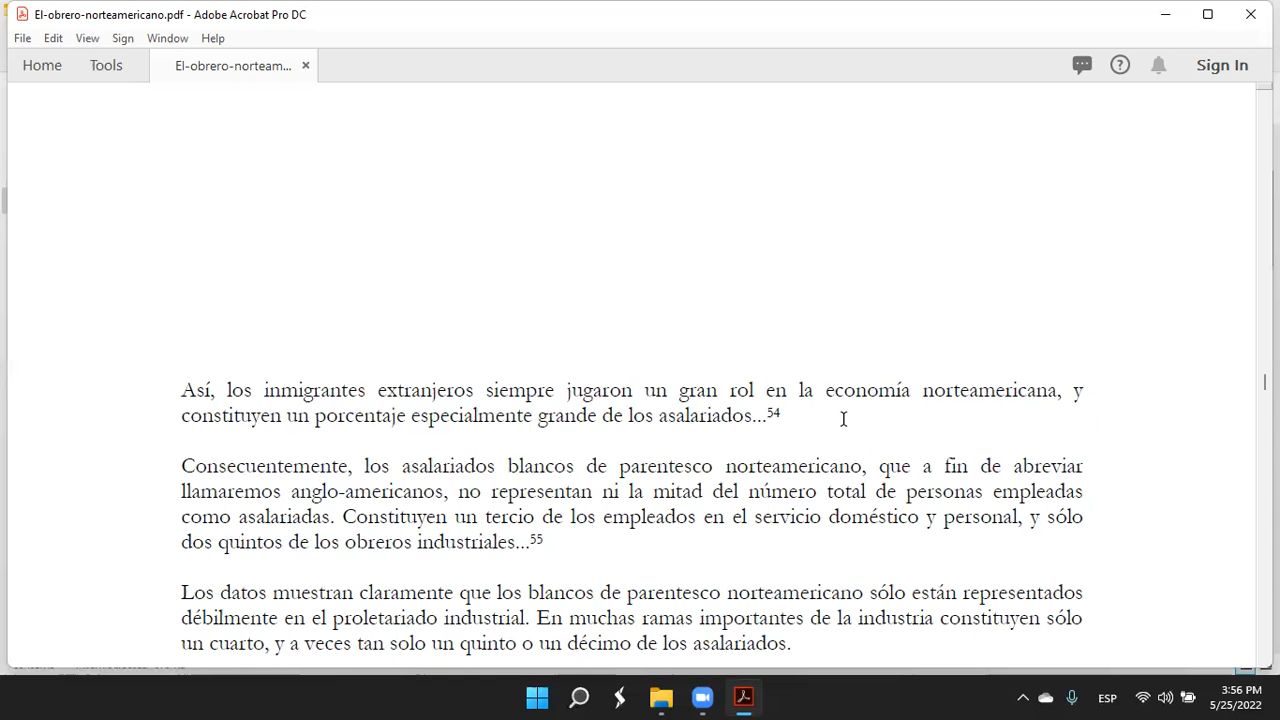 El-obrero-norteamericano.pdf - Adobe Acrobat Pro DC
File Edit View Sign Window Help
Home Tools El-obrero-norteam... × Sign In
Así, los inmigrantes extranjeros siempre jugaron un gran rol en la economía norteamericana, y
constituyen un porcentaje especialmente grande de los asalariados...54
Consecuentemente, los asalariados blancos de parentesco norteamericano, que a fin de abreviar
llamaremos anglo-americanos, no representan ni la mitad del número total de personas empleadas
como asalariadas. Constituyen un tercio de los empleados en el servicio doméstico y personal, y sólo
dos quintos de los obreros industriales...55
Los datos muestran claramente que los blancos de parentesco norteamericano sólo están representados
débilmente en el proletariado industrial. En muchas ramas importantes de la industria constituyen sólo
un cuarto, y a veces tan solo un quinto o un décimo de los asalariados.
ESP
3:56 PM
5/25/2022